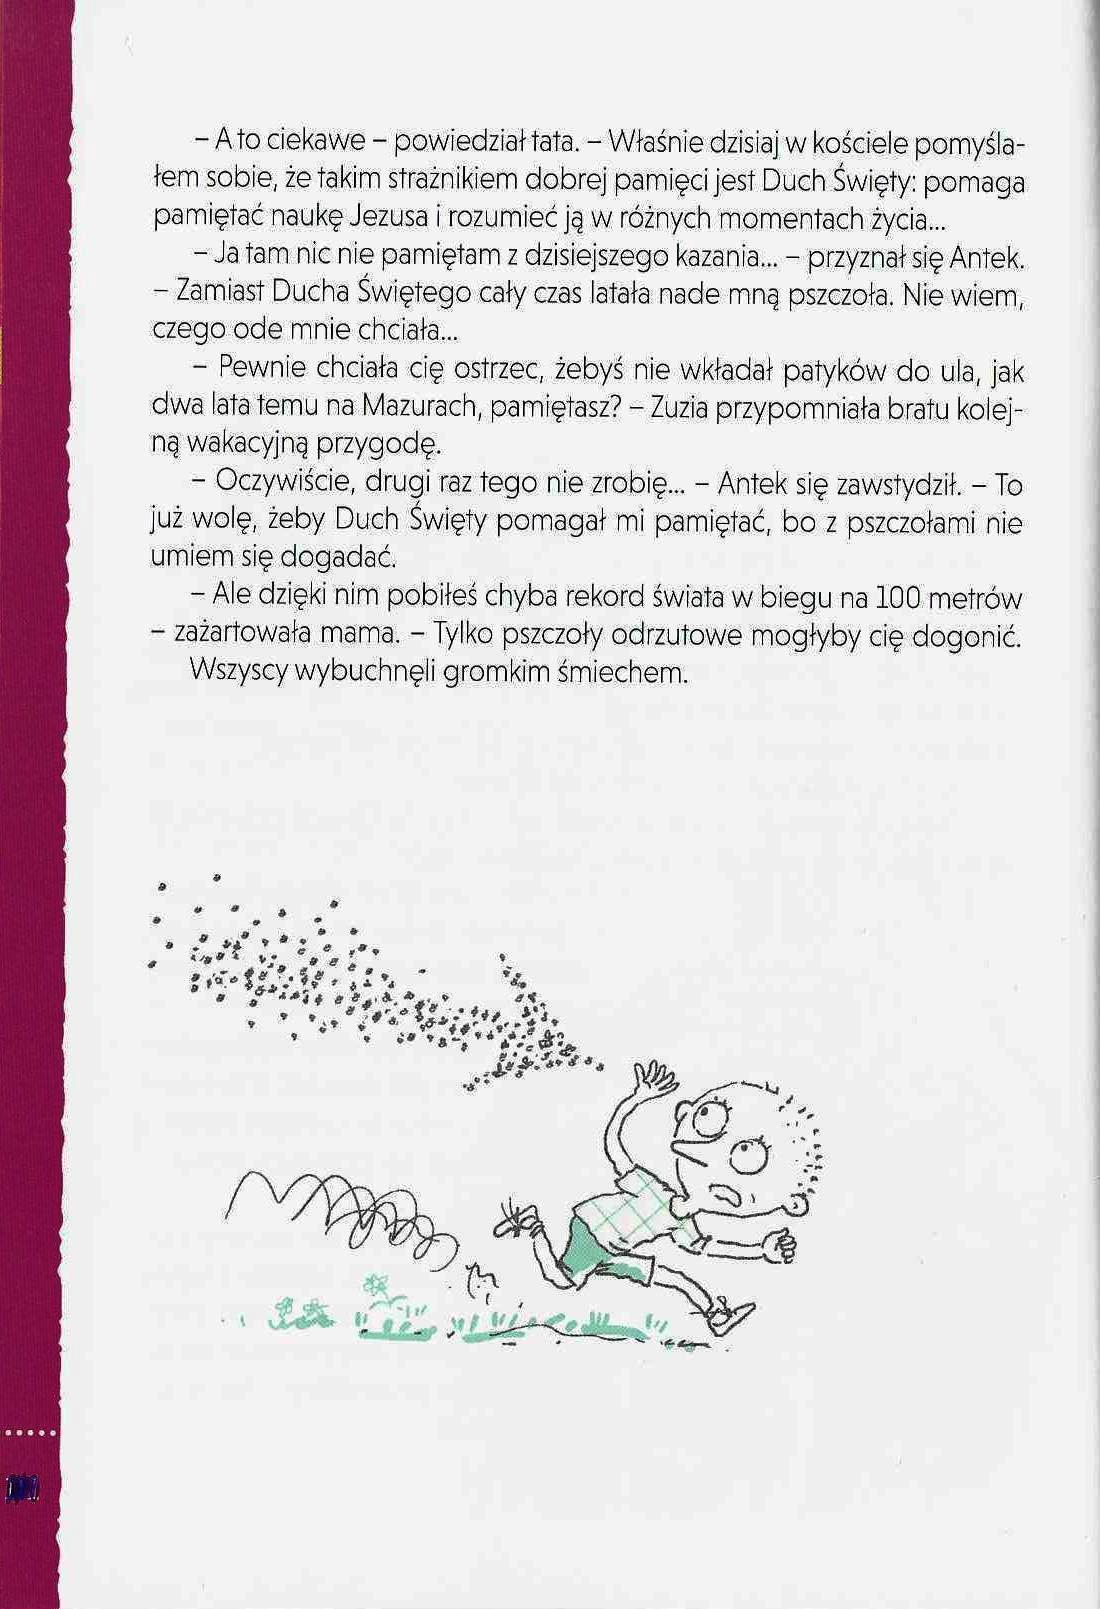 – A to ciekawe – powiedział tata. – Właśnie dzisiaj w kościele pomyśla-
łem sobie, że takim strażnikiem dobrej pamięci jest Duch Święty: pomaga
pamiętać naukę Jezusa i rozumieć ją w różnych momentach życia...
– Ja tam nic nie pamiętam z dzisiejszego kazania... – przyznał się Antek.
– Zamiast Ducha Świętego cały czas latała nade mną pszczoła. Nie wiem,
czego ode mnie chciała...
– Pewnie chciała cię ostrzec, żebyś nie wkładał patyków do ula, jak
dwa lata temu na Mazurach, pamiętasz? – Zuzia przypomniała bratu kolej-
ną wakacyjną przygodę.
– Oczywiście, drugi raz tego nie zrobię... – Antek się zawstydził. – To
już wolę, żeby Duch Święty pomagał mi pamiętać, bo z pszczołami nie
umiem się dogadać.
– Ale dzięki nim pobiłeś chyba rekord świata w biegu na 100 metrów
– zażartowała mama. – Tylko pszczoły odrzutowe mogłyby cię dogonić.
Wszyscy wybuchnęli gromkim śmiechem.